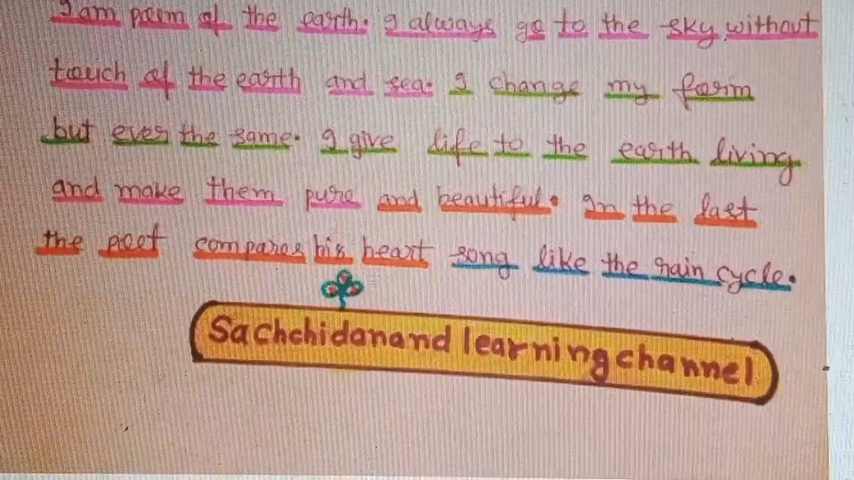 I am poem of the earth. I always go to the sky without
touch of the earth and sea. I change my form
but ever the same. I give life to the earth living
and make them pure and beautiful. In the last
the poet compares his heart song like the rain cycle.
Sachchidanand learning channel